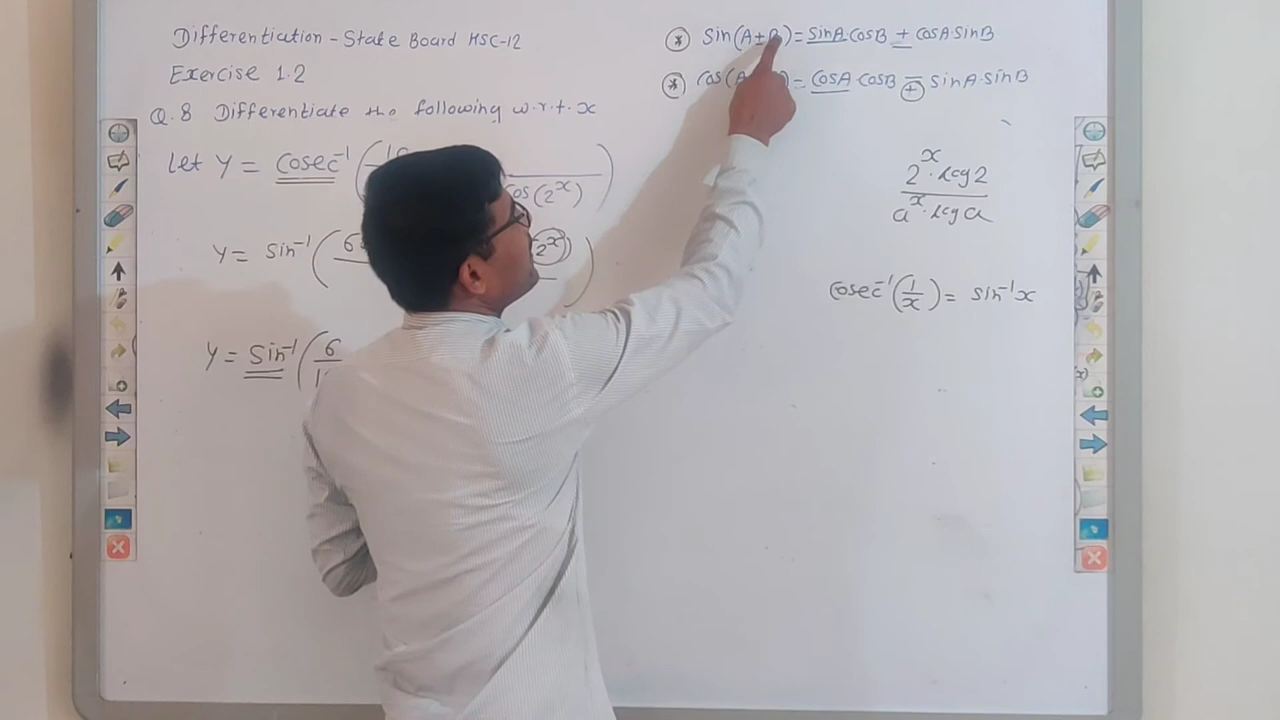 Differentiation - State Board HSC-12
Exercise 1.2
Q.8 Differentiate the following w.r.t. x
Let Y = Cosec⁻¹ ( cos(2ˣ) )
Y = Sin⁻¹ ( 6 2ˣ) )
Y = Sin⁻¹ ( 6
* Sin(A±B) = SinA CosB ± CosA·SinB
* Cos(A = CosA·CosB ∓ SinA·SinB
2ˣ·log2
aˣ·log a
Cosec⁻¹(1/x) = Sin⁻¹x